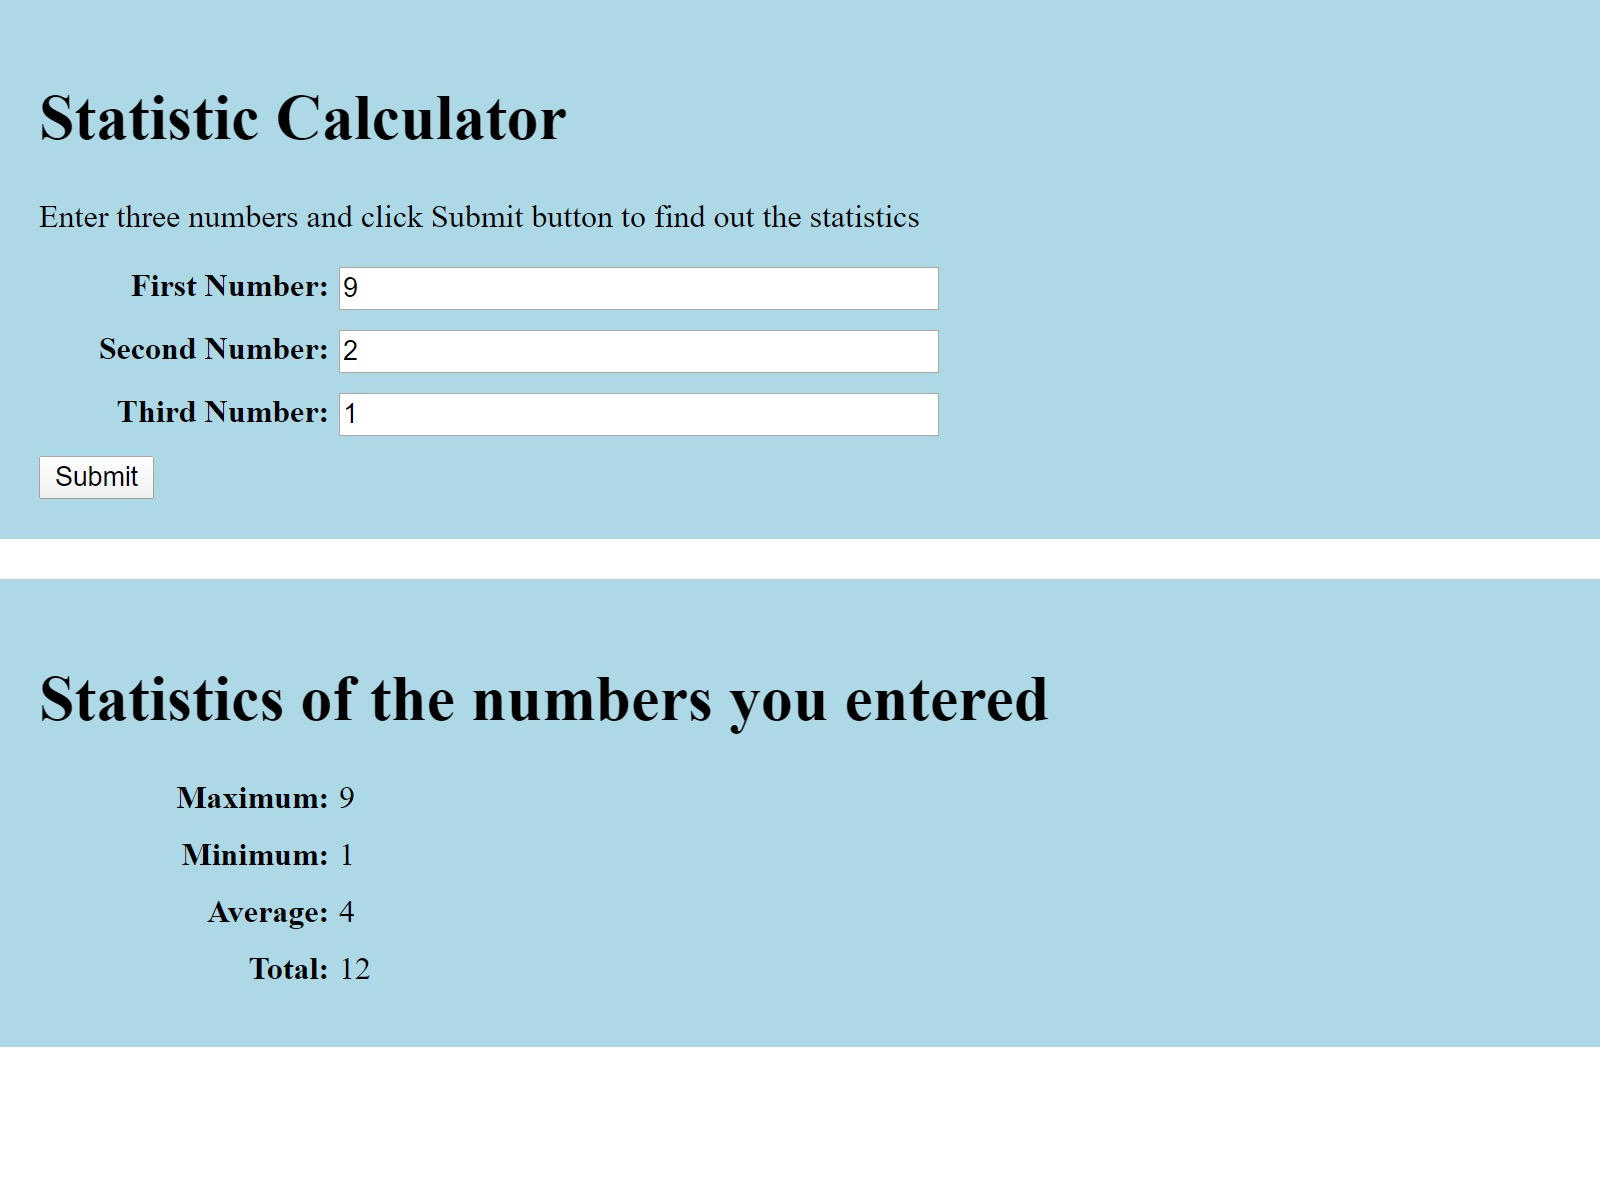 Statistic Calculator
Enter three numbers and click Submit button to find out the statistics
First Number: 9
Second Number: 2
Third Number: 1
Submit
Statistics of the numbers you entered
Maximum: 9
Minimum: 1
Average: 4
Total: 12